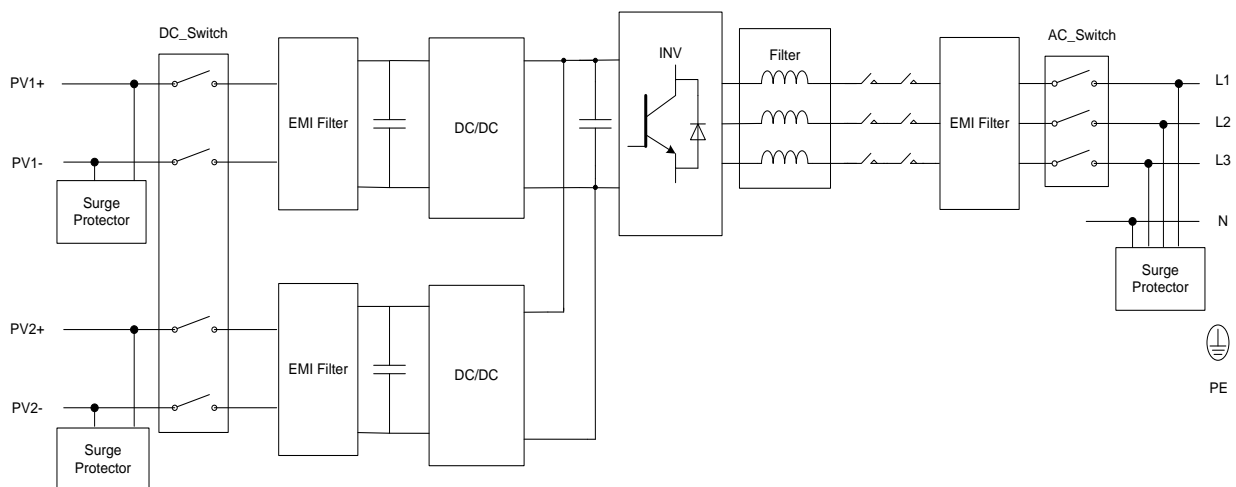 DC_Switch
PV1+
PV1-
Surge
Protector
EMI Filter
DC/DC
INV
Filter
EMI Filter
AC_Switch
L1
L2
L3
N
Surge
Protector
PE
PV2+
PV2-
Surge
Protector
EMI Filter
DC/DC